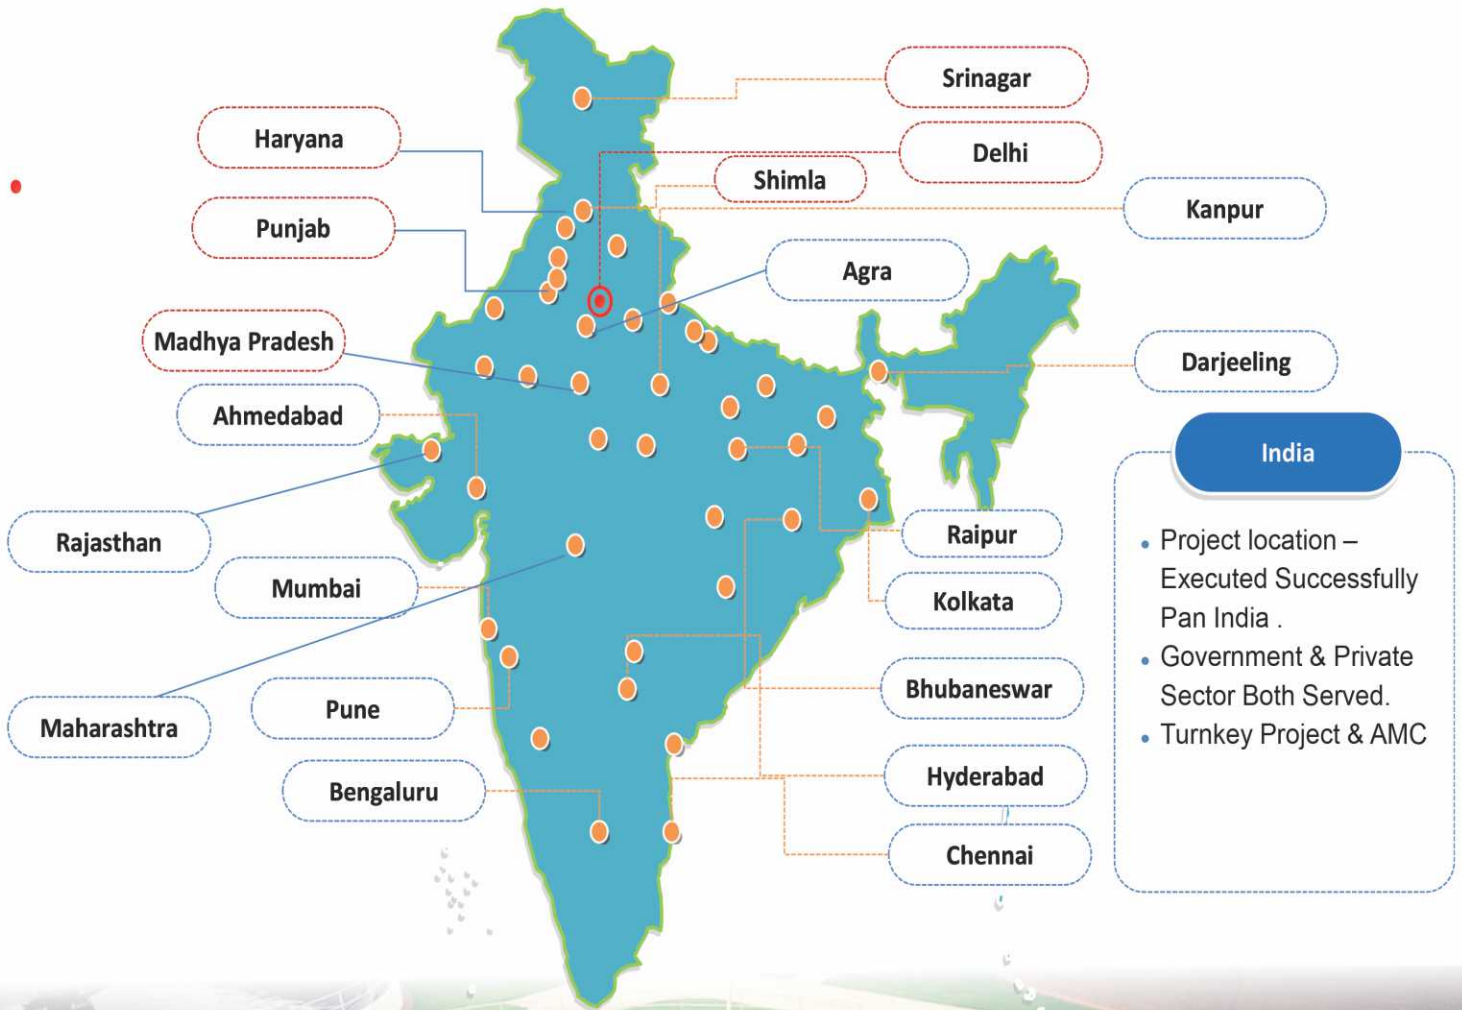 Srinagar
Haryana
Delhi
Shimla
Kanpur
Punjab
Agra
Madhya Pradesh
Darjeeling
Ahmedabad
India
Rajasthan
Raipur
• Project location –
Executed Successfully
Pan India .
• Government & Private
Sector Both Served.
• Turnkey Project & AMC
Mumbai
Kolkata
Bhubaneswar
Pune
Maharashtra
Hyderabad
Bengaluru
Chennai